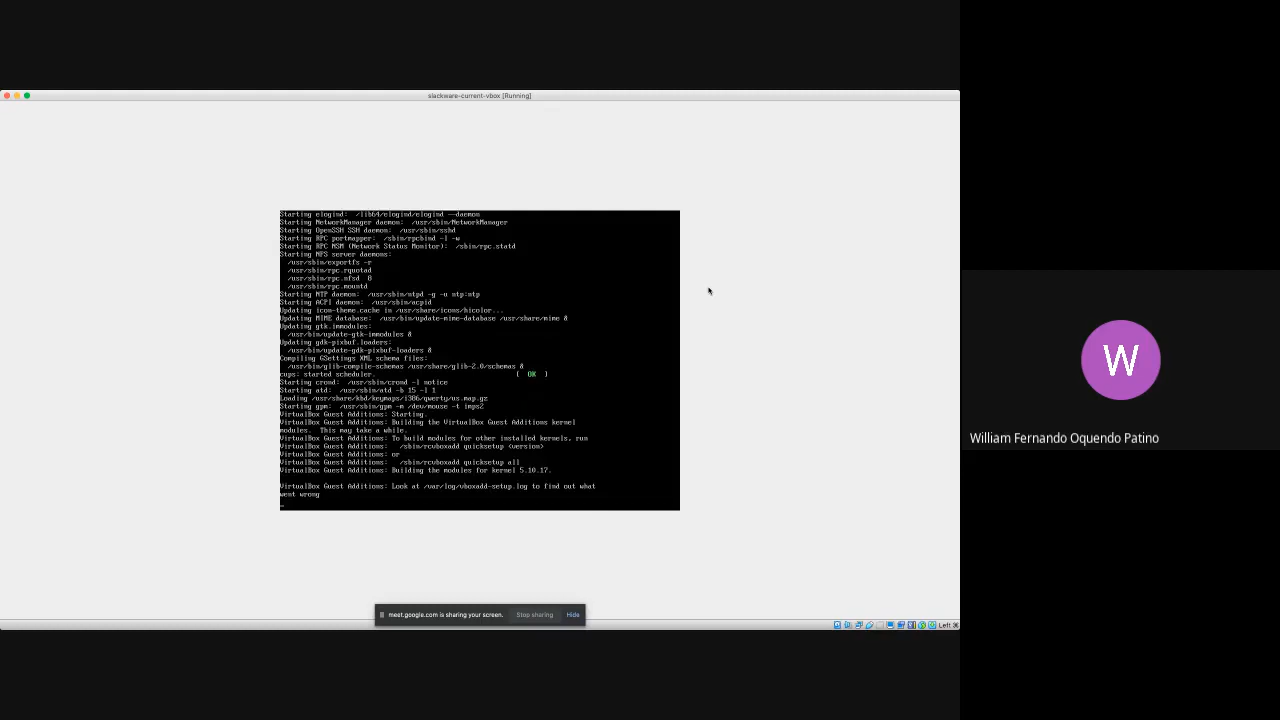 slackware-current-vbox [Running]
Starting elogind:  /lib64/elogind/elogind --daemon
Starting NetworkManager daemon:  /usr/sbin/NetworkManager
Starting OpenSSH SSH daemon:  /usr/sbin/sshd
Starting RPC portmapper:  /sbin/rpcbind -l -w
Starting RPC NSM (Network Status Monitor):  /sbin/rpc.statd
Starting NFS server daemons:
  /usr/sbin/exportfs -r
  /usr/sbin/rpc.rquotad
  /usr/sbin/rpc.nfsd  8
  /usr/sbin/rpc.mountd
Starting NTP daemon:  /usr/sbin/ntpd -g -u ntp:ntp
Starting ACPI daemon:  /usr/sbin/acpid
Updating icon-theme.cache in /usr/share/icons/hicolor...
Updating MIME database:  /usr/bin/update-mime-database /usr/share/mime &
Updating gtk.immodules:
  /usr/bin/update-gtk-immodules &
Updating gdk-pixbuf.loaders:
  /usr/bin/update-gdk-pixbuf-loaders &
Compiling GSettings XML schema files:
  /usr/bin/glib-compile-schemas /usr/share/glib-2.0/schemas &
cups: started scheduler. [ OK ]
Starting crond:  /usr/sbin/crond -l notice
Starting atd:  /usr/sbin/atd -b 15 -l 1
Loading /usr/share/kbd/keymaps/i386/qwerty/us.map.gz
Starting gpm:  /usr/sbin/gpm -m /dev/mouse -t imps2
VirtualBox Guest Additions: Starting.
VirtualBox Guest Additions: Building the VirtualBox Guest Additions kernel
modules.  This may take a while.
VirtualBox Guest Additions: To build modules for other installed kernels, run
VirtualBox Guest Additions:   /sbin/rcvboxadd quicksetup <version>
VirtualBox Guest Additions: or
VirtualBox Guest Additions:   /sbin/rcvboxadd quicksetup all
VirtualBox Guest Additions: Building the modules for kernel 5.10.17.
VirtualBox Guest Additions: Look at /var/log/vboxadd-setup.log to find out what
went wrong
W
William Fernando Oquendo Patino
meet.google.com is sharing your screen. Stop sharing Hide
Left ⌘